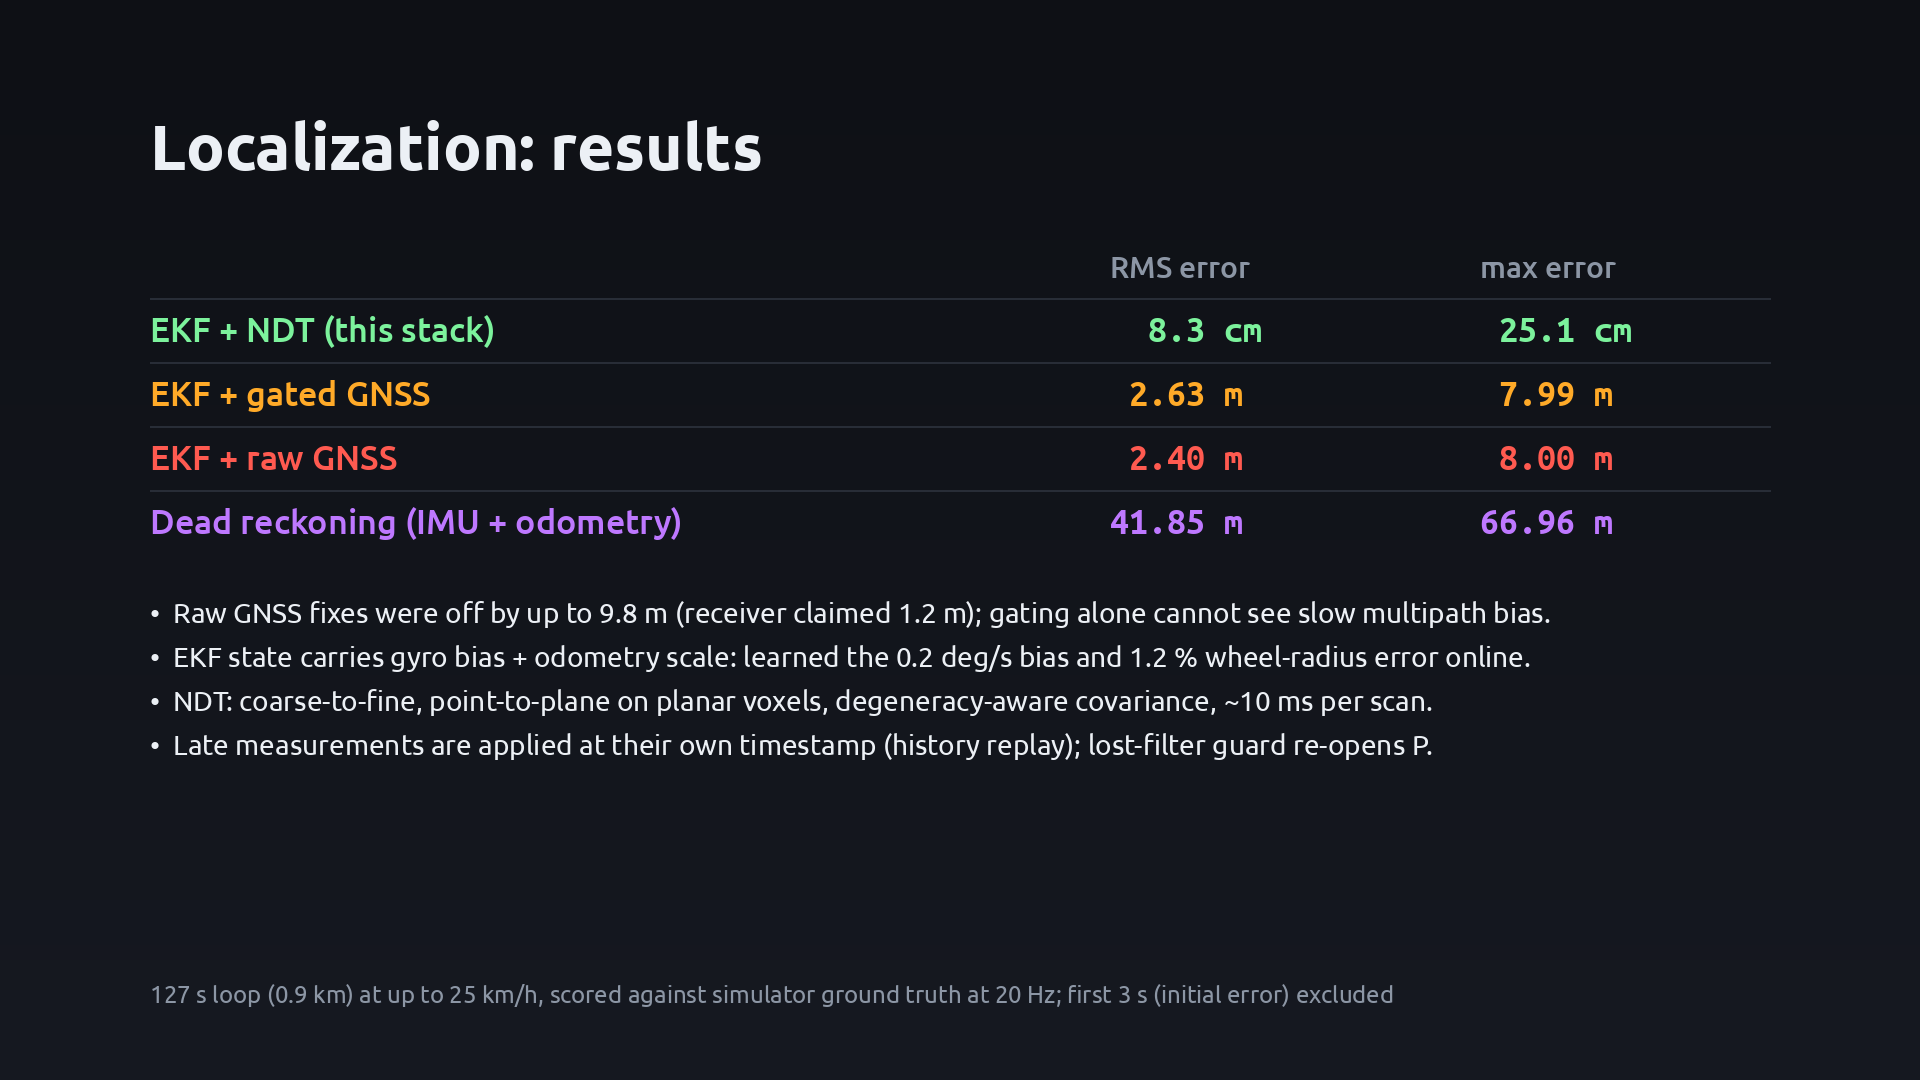 Localization: results
RMS error max error
EKF + NDT (this stack) 8.3 cm 25.1 cm
EKF + gated GNSS 2.63 m 7.99 m
EKF + raw GNSS 2.40 m 8.00 m
Dead reckoning (IMU + odometry) 41.85 m 66.96 m
• Raw GNSS fixes were off by up to 9.8 m (receiver claimed 1.2 m); gating alone cannot see slow multipath bias.
• EKF state carries gyro bias + odometry scale: learned the 0.2 deg/s bias and 1.2 % wheel-radius error online.
• NDT: coarse-to-fine, point-to-plane on planar voxels, degeneracy-aware covariance, ~10 ms per scan.
• Late measurements are applied at their own timestamp (history replay); lost-filter guard re-opens P.
127 s loop (0.9 km) at up to 25 km/h, scored against simulator ground truth at 20 Hz; first 3 s (initial error) excluded